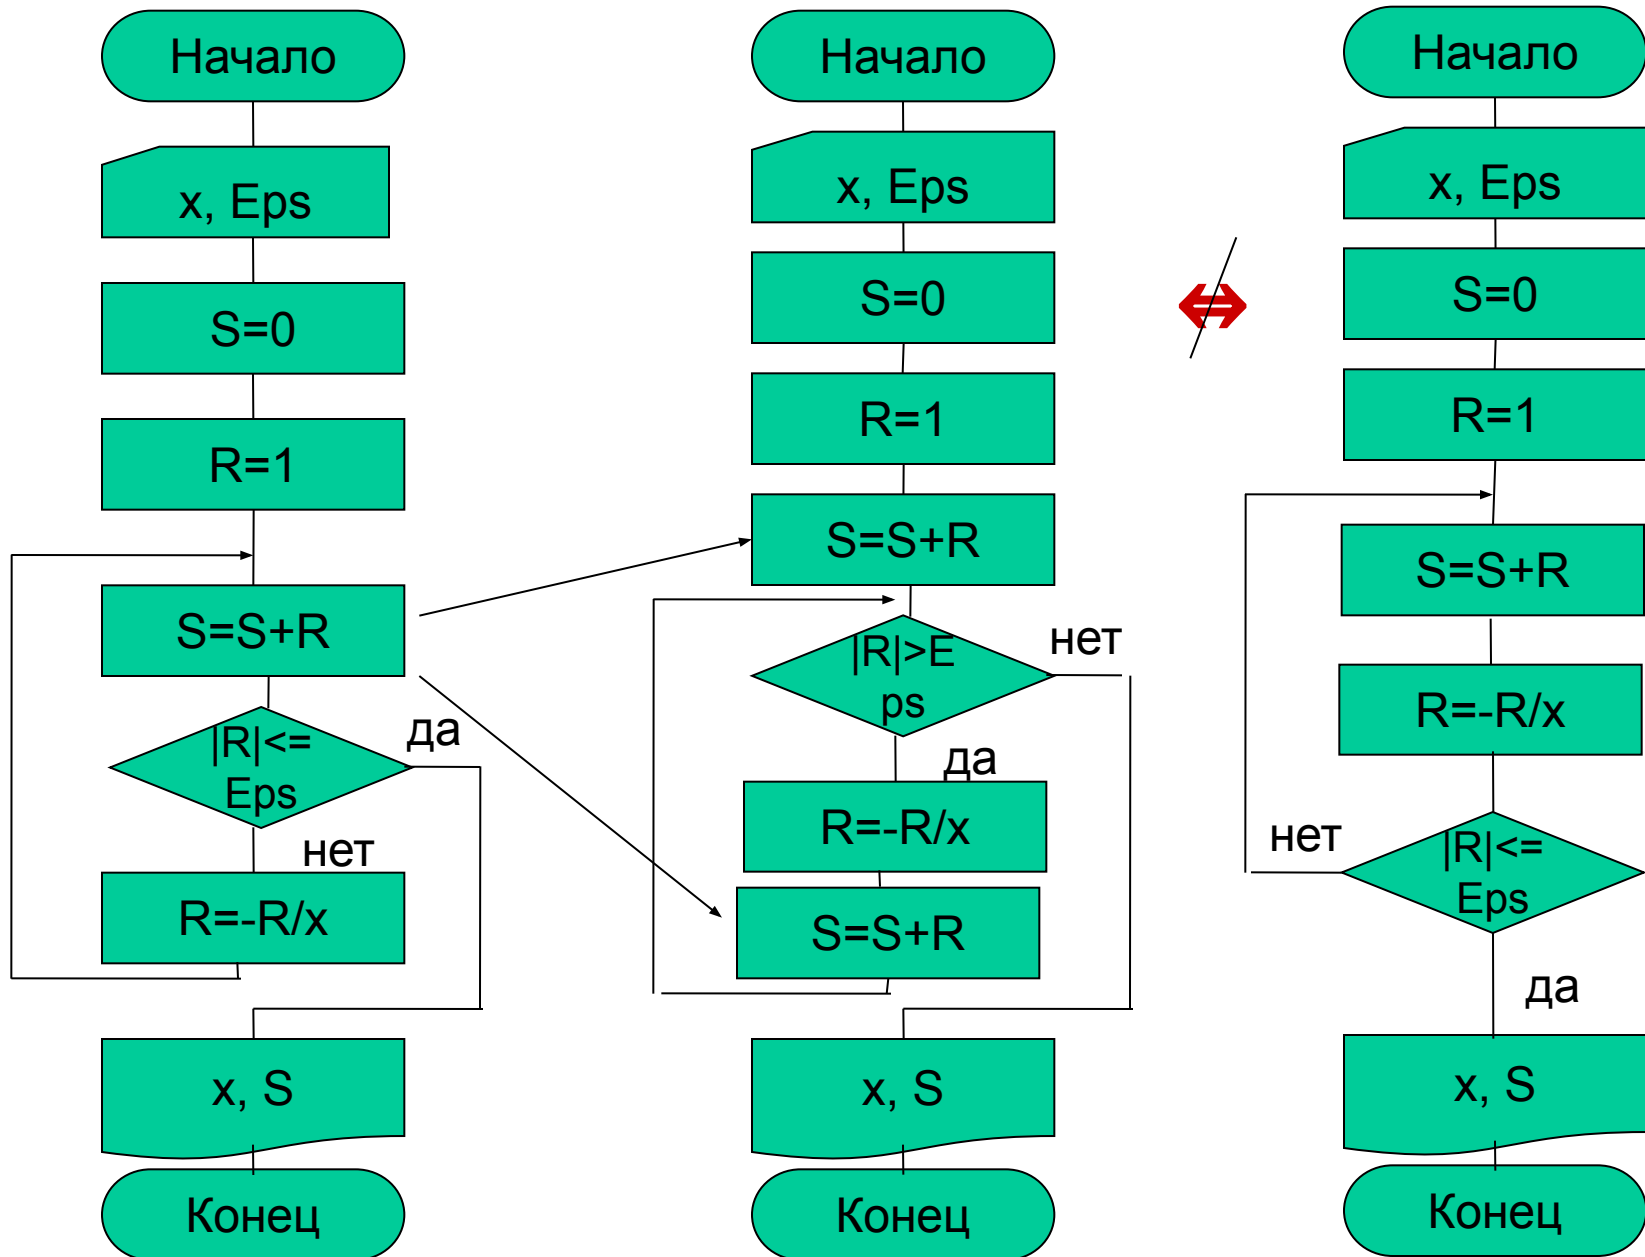 Начало
x, Eps
S=0
R=1
S=S+R
|R|<=
Eps
да
нет
R=-R/x
x, S
Конец
Начало
x, Eps
S=0
R=1
S=S+R
|R|>E
ps
нет
да
R=-R/x
S=S+R
x, S
Конец
Начало
x, Eps
S=0
R=1
S=S+R
R=-R/x
|R|<=
Eps
нет
да
x, S
Конец